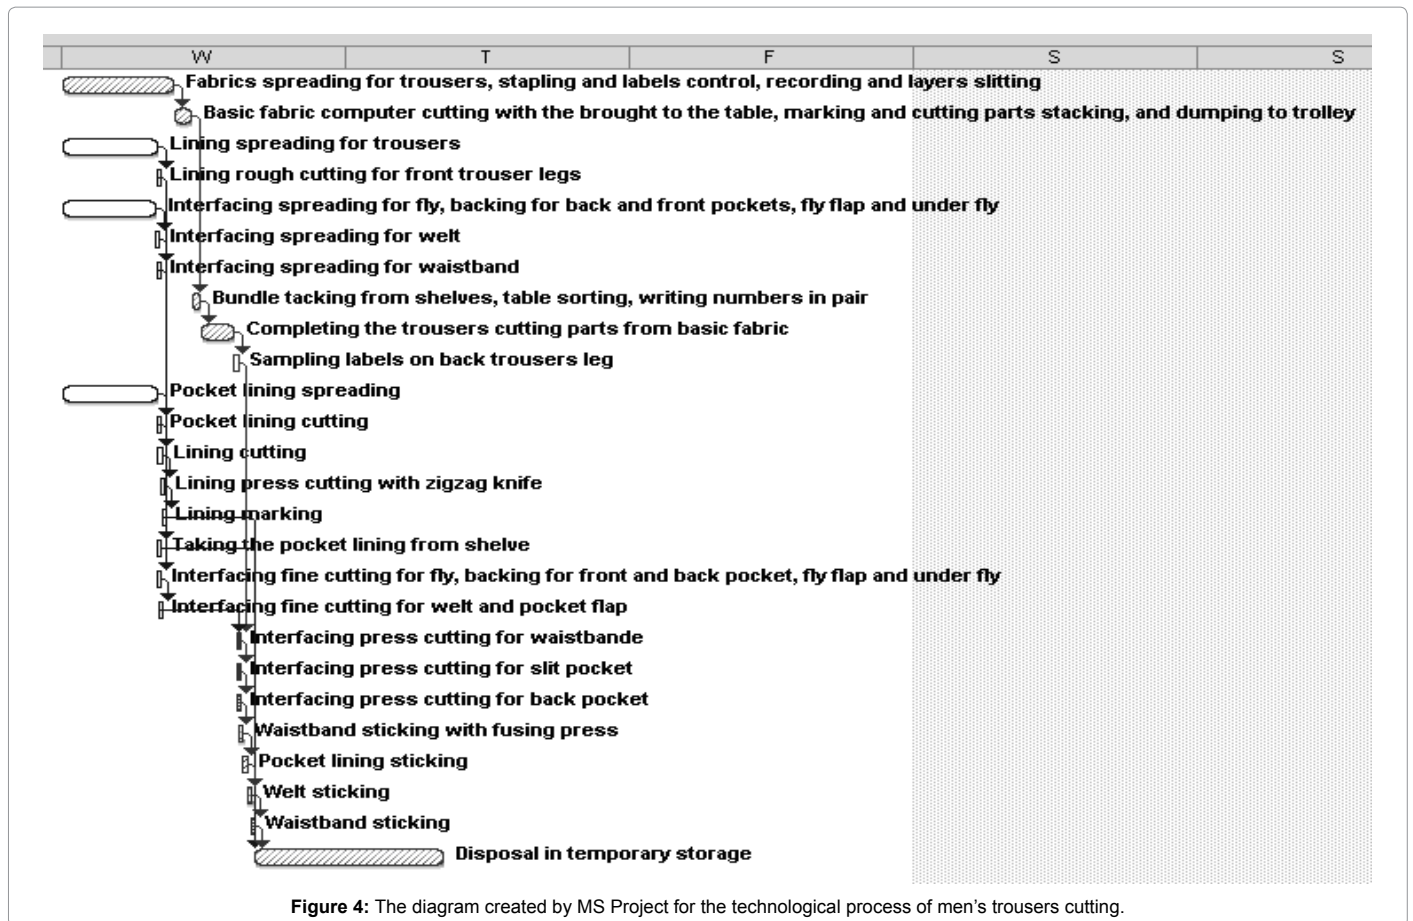 W T F S S
Fabrics spreading for trousers, stapling and labels control, recording and layers slitting
Basic fabric computer cutting with the brought to the table, marking and cutting parts stacking, and dumping to trolley
Lining spreading for trousers
Lining rough cutting for front trouser legs
Interfacing spreading for fly, backing for back and front pockets, fly flap and under fly
Interfacing spreading for welt
Interfacing spreading for waistband
Bundle tacking from shelves, table sorting, writing numbers in pair
Completing the trousers cutting parts from basic fabric
Sampling labels on back trousers leg
Pocket lining spreading
Pocket lining cutting
Lining cutting
Lining press cutting with zigzag knife
Lining marking
Taking the pocket lining from shelve
Interfacing fine cutting for fly, backing for front and back pocket, fly flap and under fly
Interfacing fine cutting for welt and pocket flap
Interfacing press cutting for waistbande
Interfacing press cutting for slit pocket
Interfacing press cutting for back pocket
Waistband sticking with fusing press
Pocket lining sticking
Welt sticking
Waistband sticking
Disposal in temporary storage
Figure 4: The diagram created by MS Project for the technological process of men's trousers cutting.